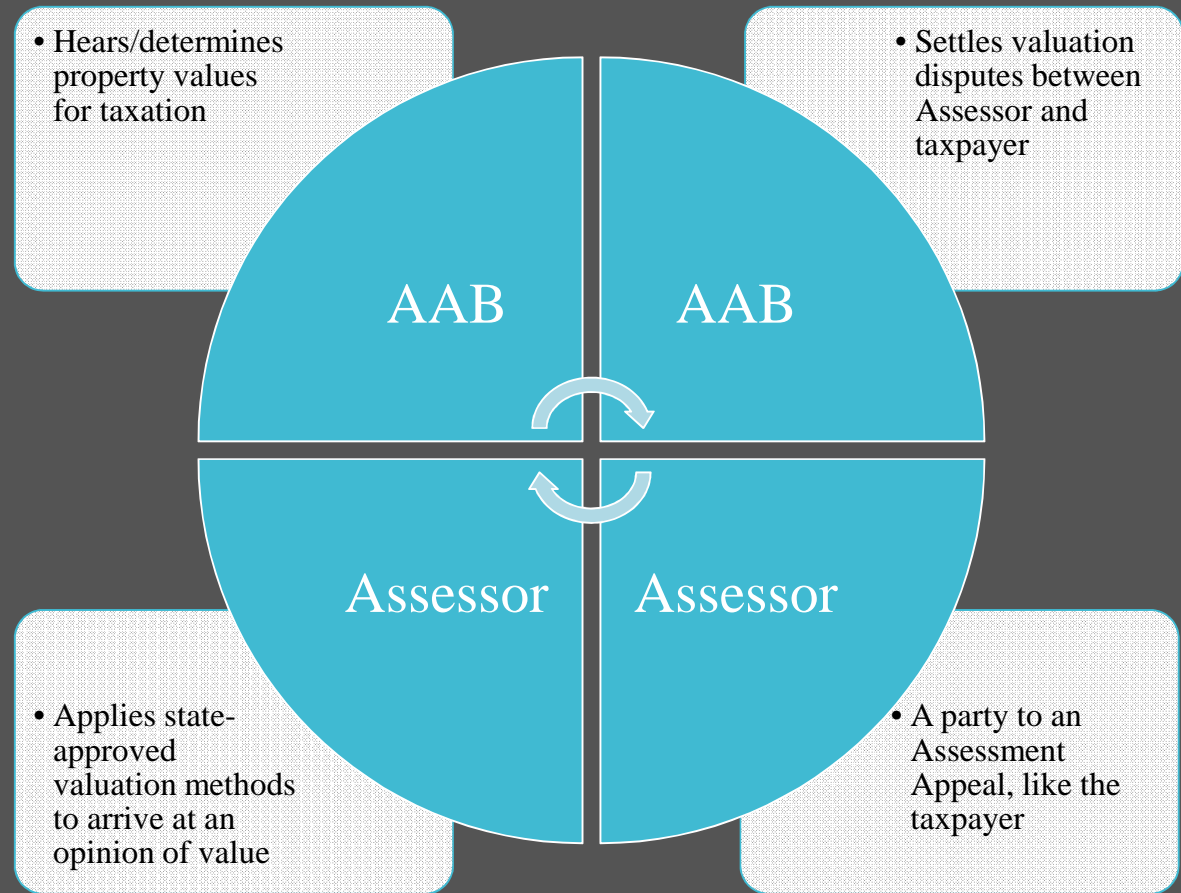 • Hears/determines
property values
for taxation
• Settles valuation
disputes between
Assessor and
taxpayer
AAB
AAB
Assessor
Assessor
• Applies state-
approved
valuation methods
to arrive at an
opinion of value
• A party to an
Assessment
Appeal, like the
taxpayer